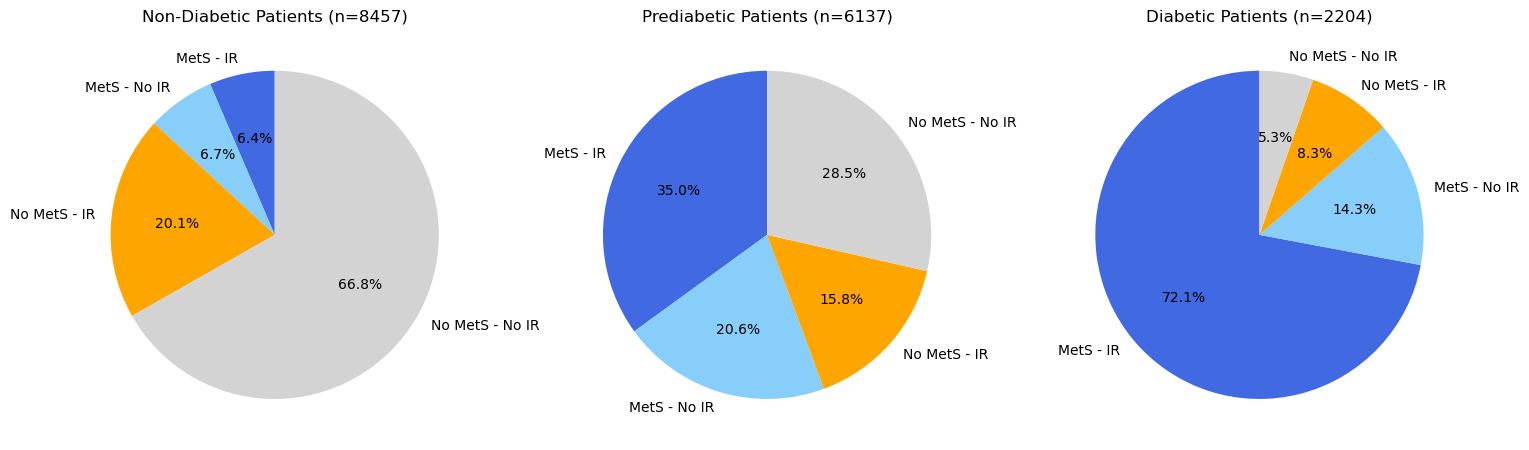 Non-Diabetic Patients (n=8457)
MetS - IR
MetS - No IR
6.4%
6.7%
No MetS - IR
20.1%
66.8%
No MetS - No IR
Prediabetic Patients (n=6137)
No MetS - No IR
MetS - IR
28.5%
35.0%
15.8%
20.6%
No MetS - IR
MetS - No IR
Diabetic Patients (n=2204)
No MetS - No IR
No MetS - IR
5.3%
8.3%
MetS - No IR
14.3%
72.1%
MetS - IR